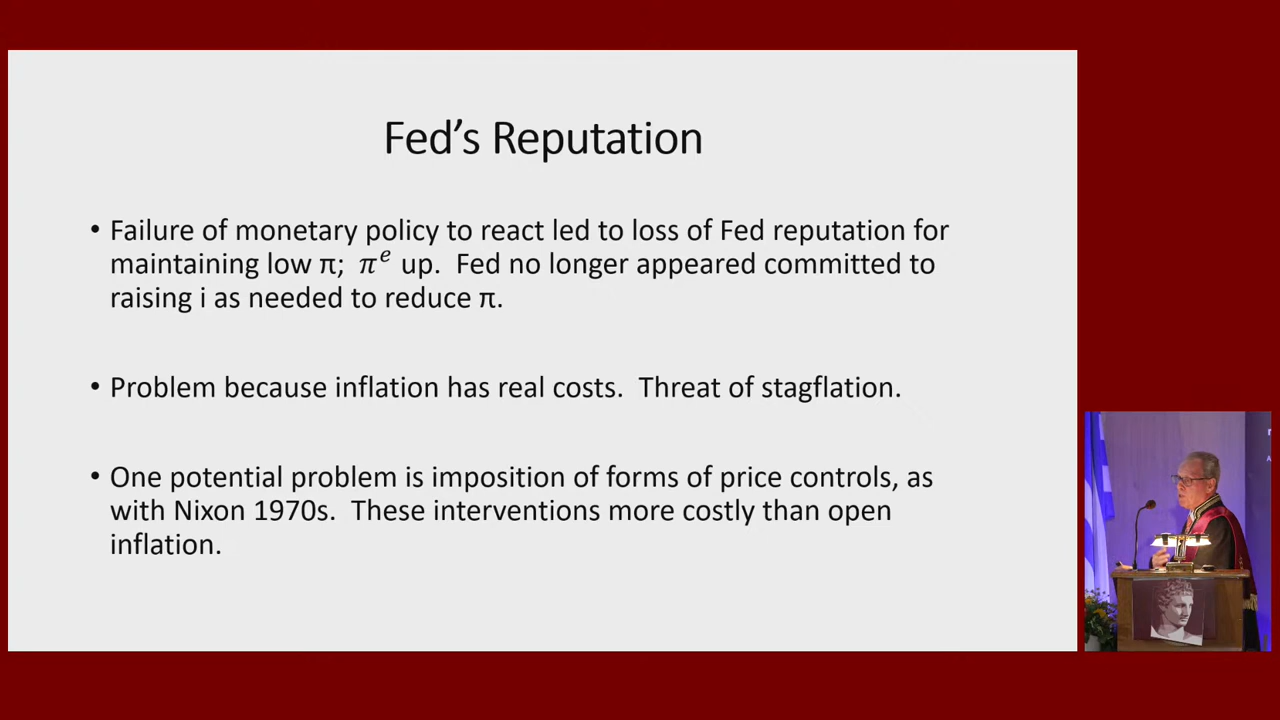 Fed’s Reputation
• Failure of monetary policy to react led to loss of Fed reputation for
maintaining low π; πᵉ up. Fed no longer appeared committed to
raising i as needed to reduce π.
• Problem because inflation has real costs. Threat of stagflation.
• One potential problem is imposition of forms of price controls, as
with Nixon 1970s. These interventions more costly than open
inflation.